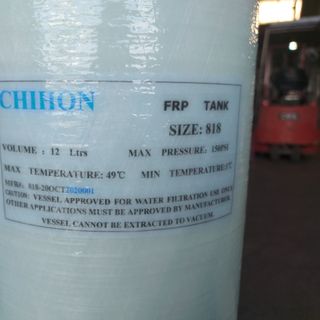 CHIHON FRP TANK
SIZE: 818
VOLUME : 12 Ltrs MAX PRESSURE: 150PSI
MAX TEMPERATURE: 49℃ MIN TEMPERATURE:1℃
MFR#: 818-20OCT2020001
CAUTION: VESSEL APPROVED FOR WATER FILTRATION USE ONLY
OTHER APPLICATIONS MUST BE APPROVED BY MANUFACTURER.
VESSEL CANNOT BE EXTRACTED TO VACUUM.